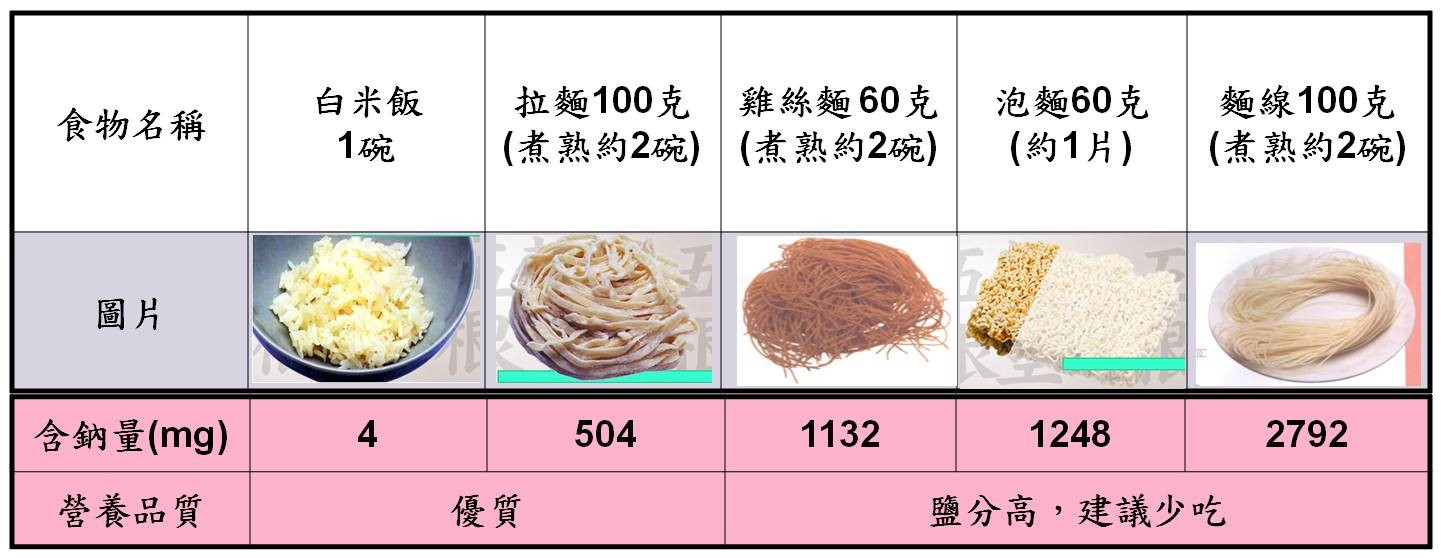 食物名稱
白米飯
1碗
拉麵100克
(煮熟約2碗)
雞絲麵60克
(煮熟約2碗)
泡麵60克
(約1片)
麵線100克
(煮熟約2碗)
圖片
含鈉量(mg)
4
504
1132
1248
2792
營養品質
優質
鹽分高，建議少吃